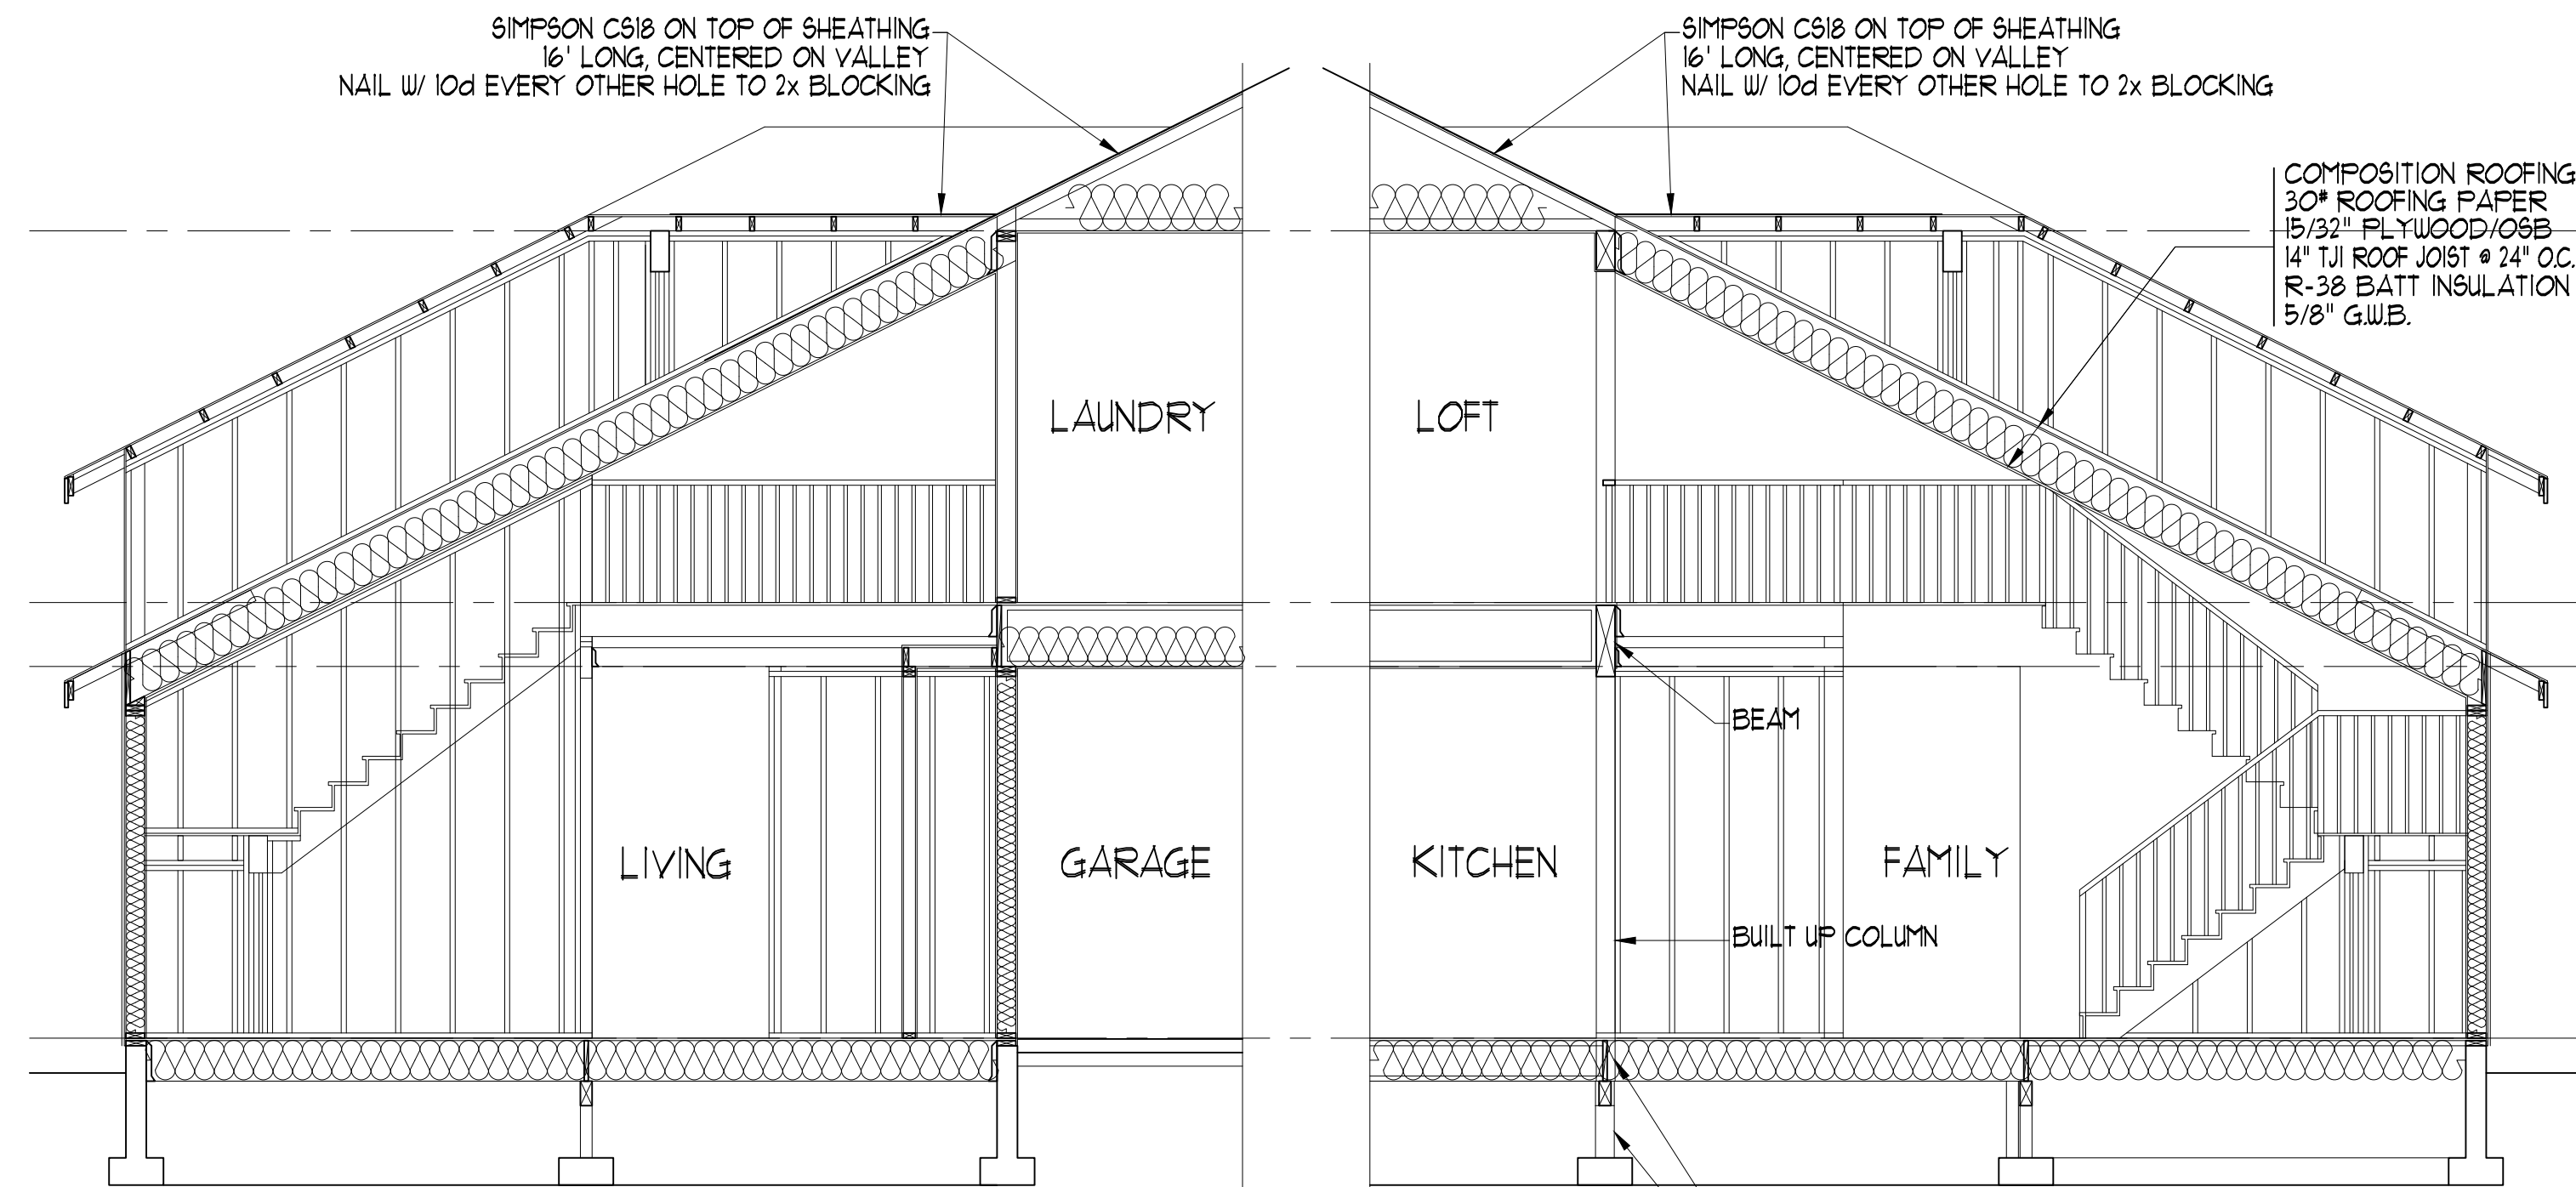 SIMPSON CS18 ON TOP OF SHEATHING
16' LONG, CENTERED ON VALLEY
NAIL W/ 10d EVERY OTHER HOLE TO 2x BLOCKING
SIMPSON CS18 ON TOP OF SHEATHING
16' LONG, CENTERED ON VALLEY
NAIL W/ 10d EVERY OTHER HOLE TO 2x BLOCKING
COMPOSITION ROOFING
30# ROOFING PAPER
15/32" PLYWOOD/OSB
14" TJI ROOF JOIST @ 24" O.C.
R-38 BATT INSULATION
5/8" G.W.B.
LAUNDRY
LOFT
BEAM
LIVING
GARAGE
KITCHEN
FAMILY
BUILT UP COLUMN